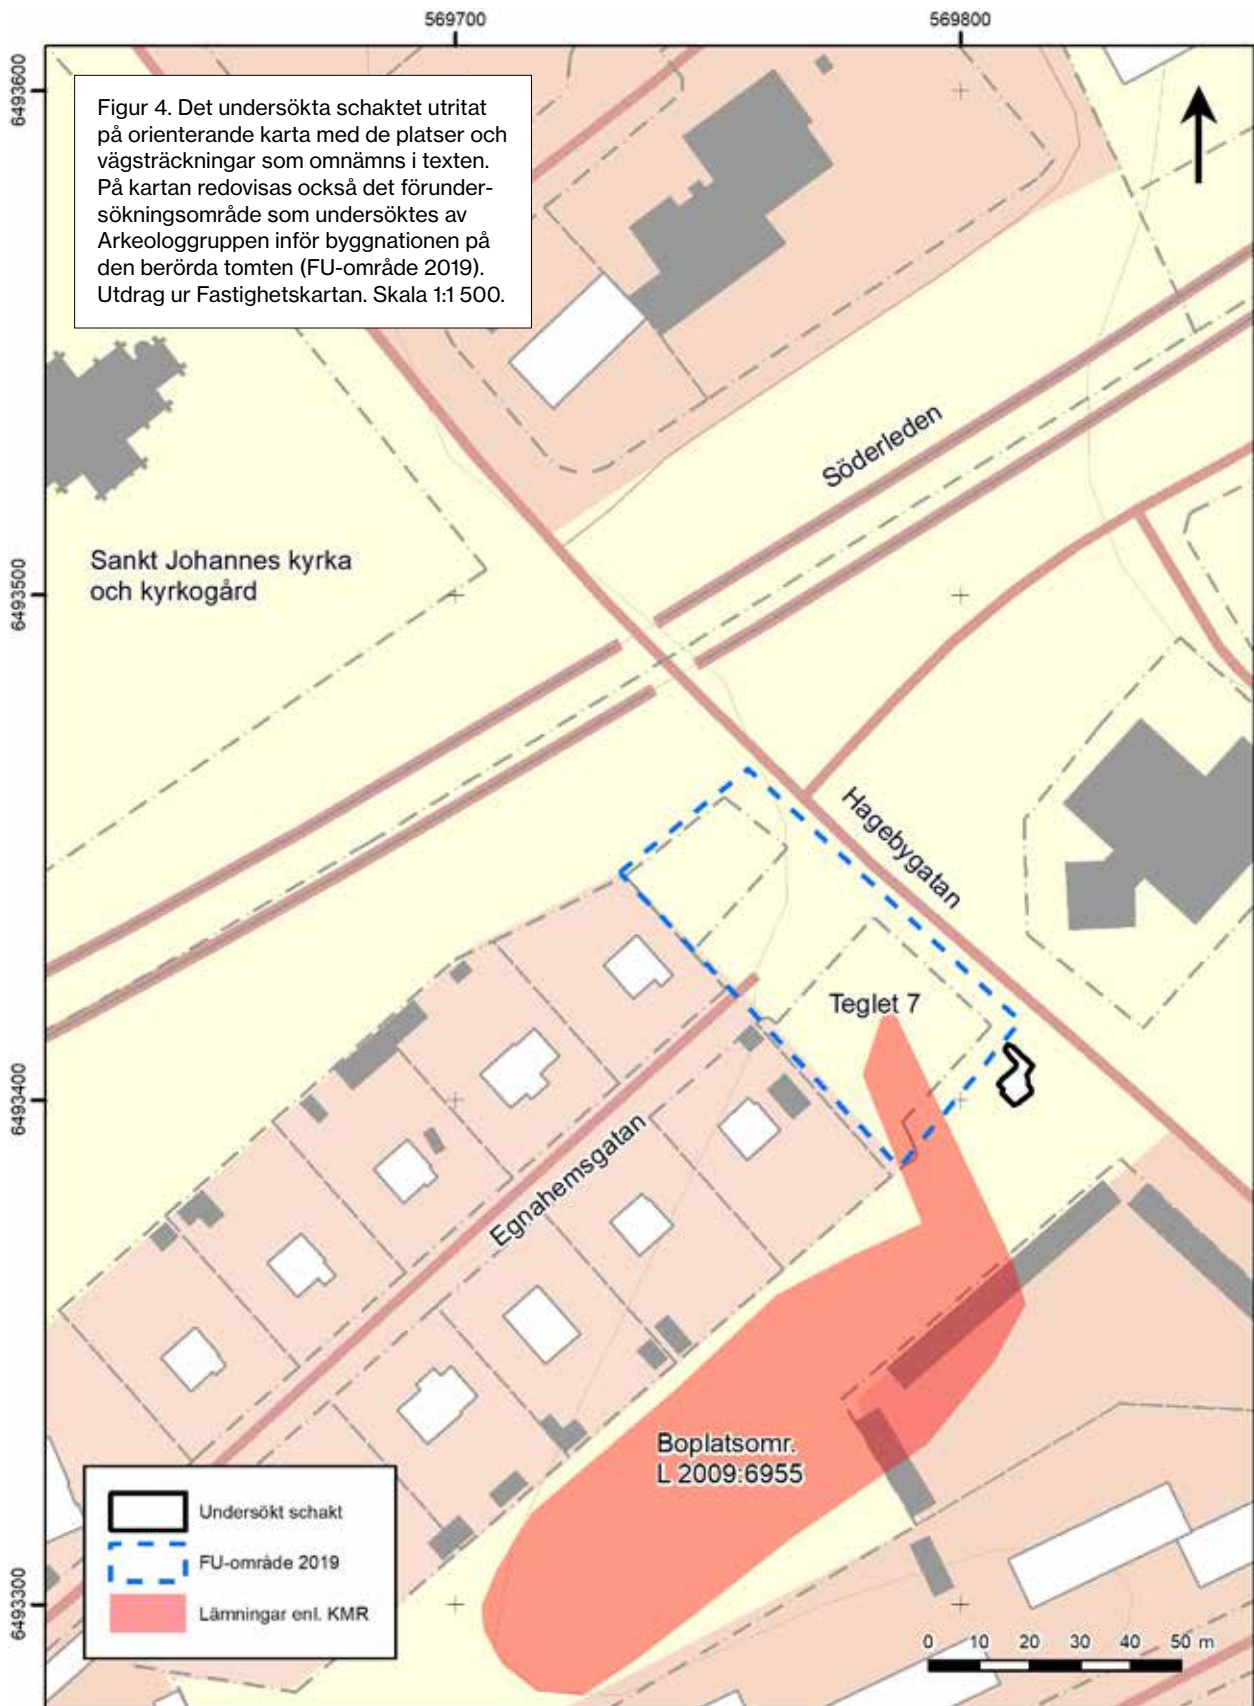 569700
569800
6493600
Figur 4. Det undersökta schaktet utritat
på orienterande karta med de platser och
vägsträckningar som omnämns i texten.
På kartan redovisas också det förunder-
sökningsområde som undersöktes av
Arkeologgruppen inför byggnationen på
den berörda tomten (FU-område 2019).
Utdrag ur Fastighetskartan. Skala 1:1 500.
Söderleden
Sankt Johannes kyrka
och kyrkogård
6493500
Hagebygatan
Teglet 7
6493400
Egnahemsgatan
Boplatsomr.
L 2009:6955
Undersökt schakt
FU-område 2019
Lämningar enl. KMR
6493300
0 10 20 30 40 50 m